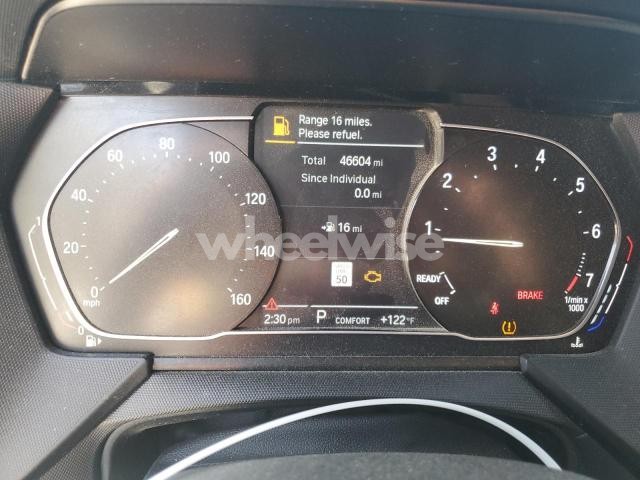 Range 16 miles.
Please refuel.
Total 46604 mi
Since Individual
0.0 mi
16 mi
50
2:30 pm P COMFORT +122°F
0 20 40 60 80 100 120 140 160
mph
1
0
READY
OFF
1 2 3 4 5 6 7
1/min x
1000
BRAKE
wheelwise